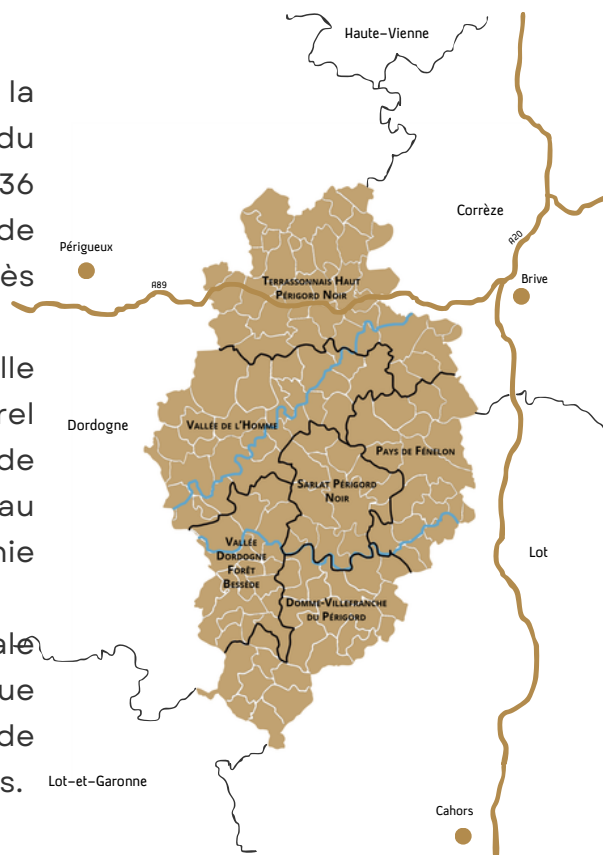 la
du
36
de
ès
lle
rel
de
au
nie
ale
ue
de
s.
Haute-Vienne
Corrèze
Périgueux
A20
A89
Brive
Terrassonnais Haut
Périgord Noir
Dordogne
Vallée de l'Homme
Pays de Fénelon
Sarlat Périgord
Noir
Vallée
Dordogne
Forêt
Bessède
Lot
Domme-Villefranche
du Périgord
Lot-et-Garonne
Cahors